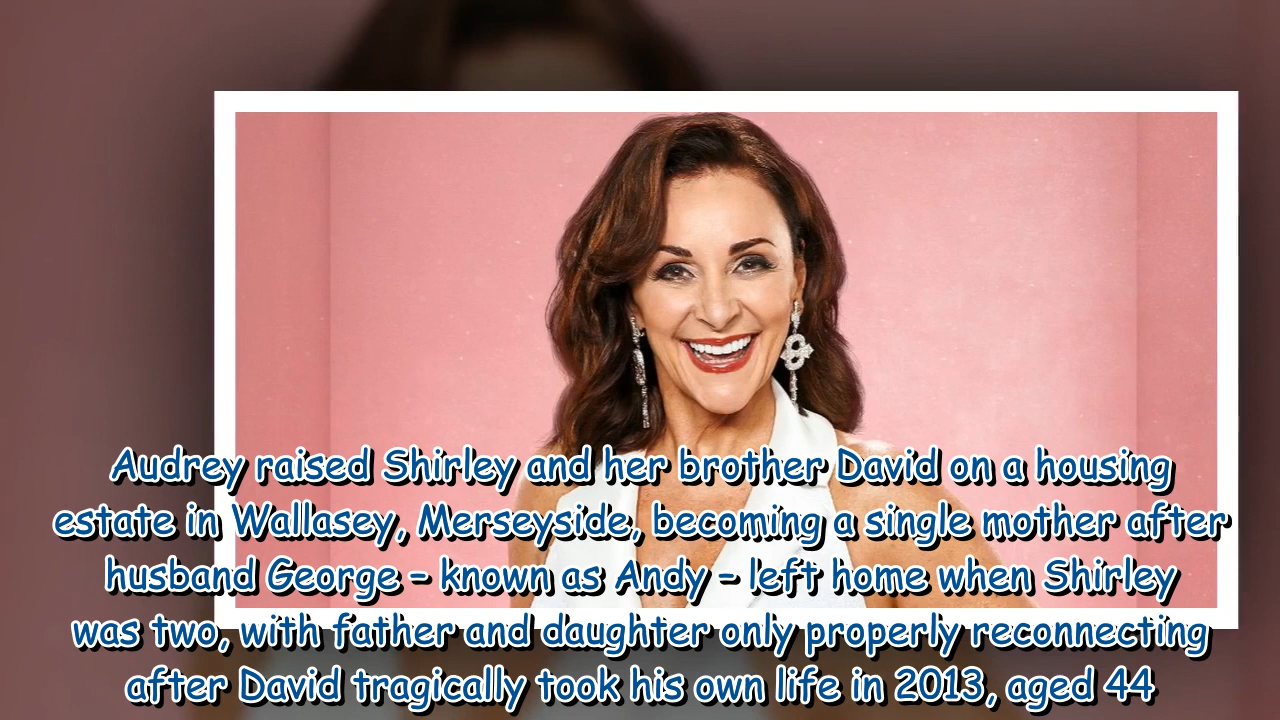 Audrey raised Shirley and her brother David on a housing
estate in Wallasey, Merseyside, becoming a single mother after
husband George – known as Andy – left home when Shirley
was two, with father and daughter only properly reconnecting
after David tragically took his own life in 2013, aged 44